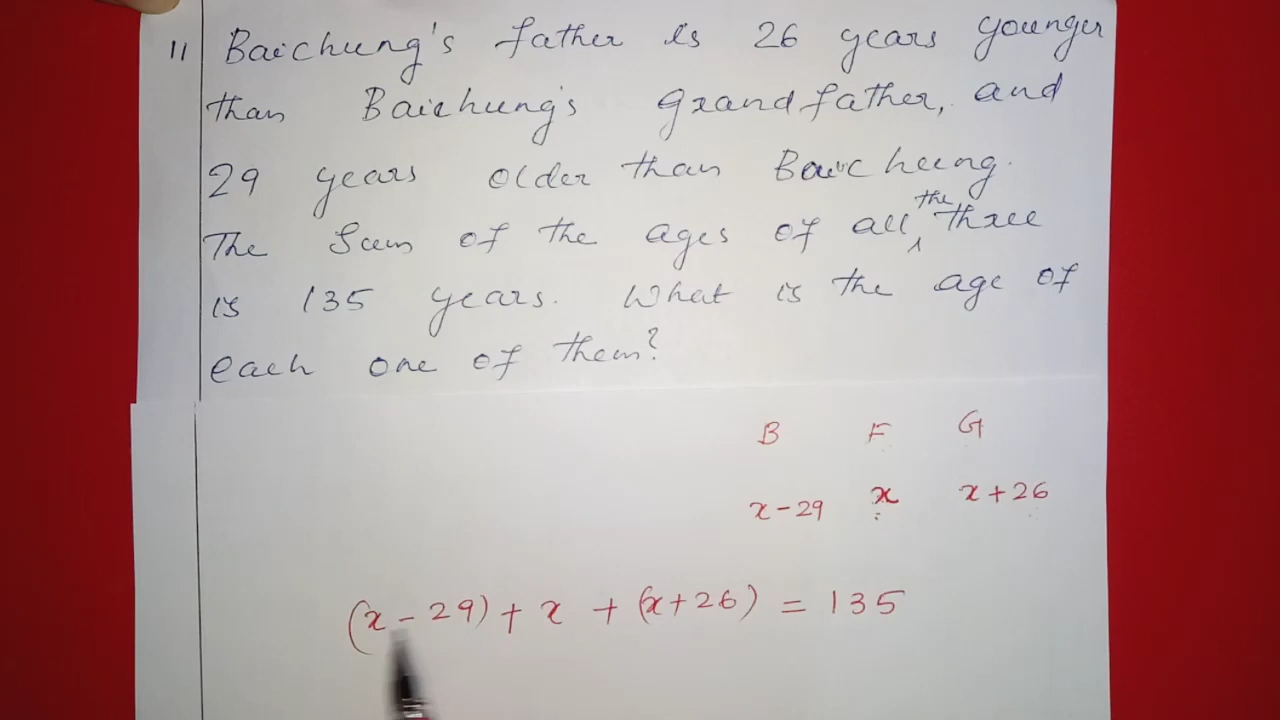 11 Baichung's father is 26 years younger
than Baichung's grandfather, and
29 years older than Baicheung.
The Sum of the ages of all the three
is 135 years. What is the age of
each one of them?
B F G
x-29 x x+26
(x-29)+x+(x+26)=135